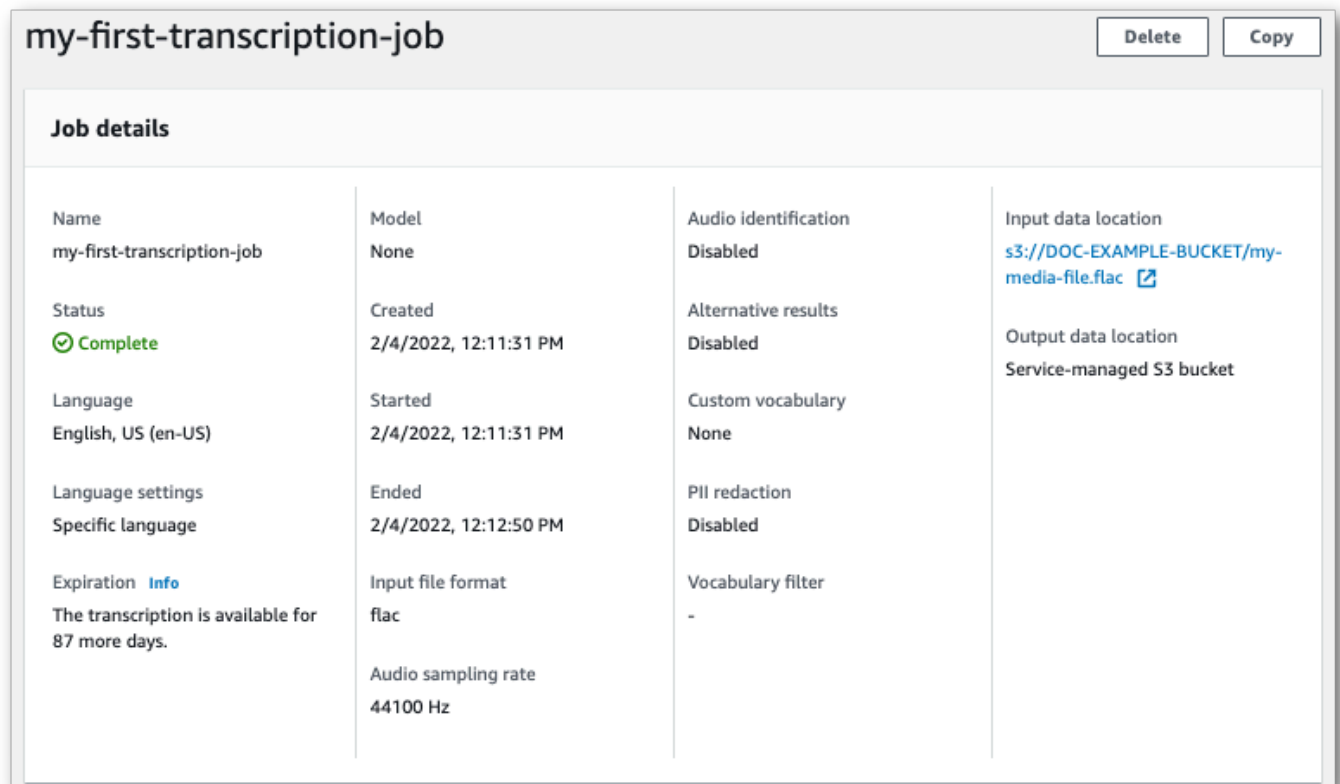 my-first-transcription-job
Delete
Copy
Job details
Name
my-first-transcription-job
Status
Complete
Language
English, US (en-US)
Language settings
Specific language
Expiration Info
The transcription is available for
87 more days.
Model
None
Created
2/4/2022, 12:11:31 PM
Started
2/4/2022, 12:11:31 PM
Ended
2/4/2022, 12:12:50 PM
Input file format
flac
Audio sampling rate
44100 Hz
Audio identification
Disabled
Alternative results
Disabled
Custom vocabulary
None
PII redaction
Disabled
Vocabulary filter
-
Input data location
s3://DOC-EXAMPLE-BUCKET/my-
media-file.flac
Output data location
Service-managed S3 bucket